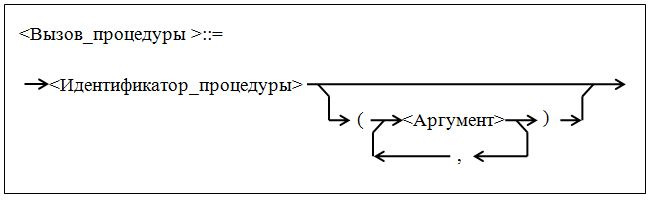 <Вызов_процедуры >::=
<Идентификатор_процедуры>
( <Аргумент> )
,